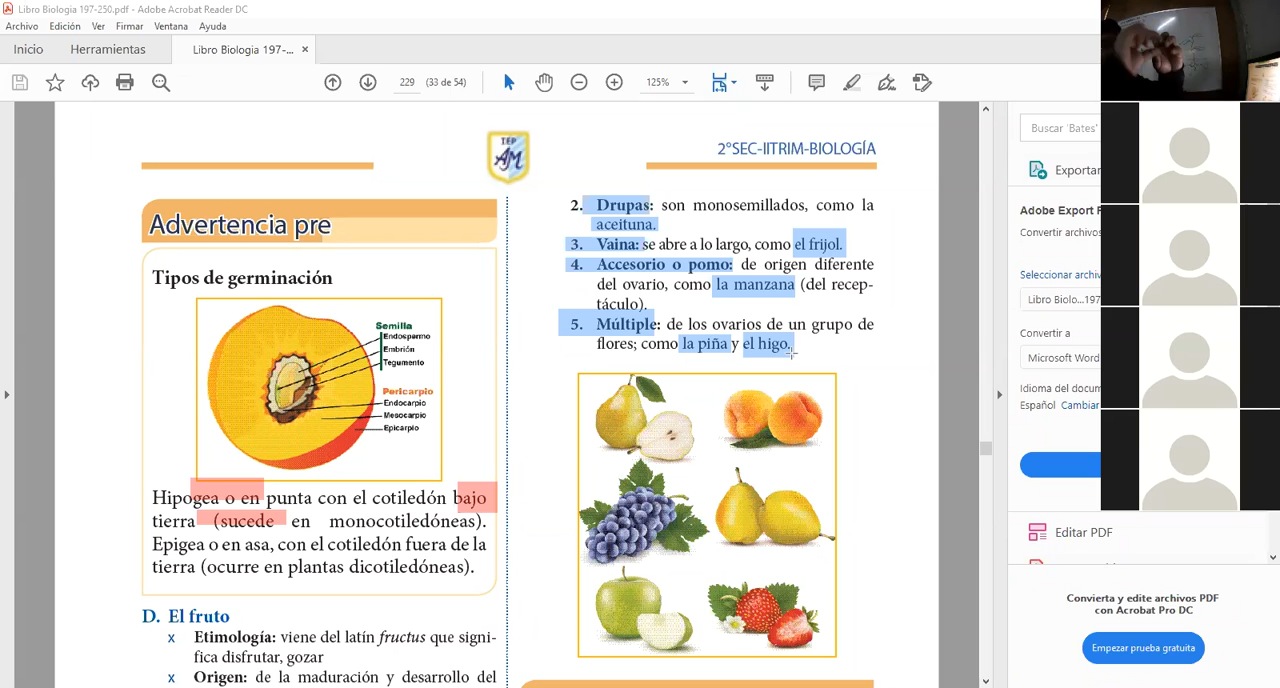 Libro Biologia 197-250.pdf - Adobe Acrobat Reader DC
Archivo Edición Ver Firmar Ventana Ayuda
Inicio Herramientas Libro Biologia 197-... ×
229 (33 de 54) 125%
TEP
AM
2°SEC-IITRIM-BIOLOGÍA
Advertencia pre
Tipos de germinación
Semilla
Endospermo
Embrión
Tegumento
Pericarpio
Endocarpio
Mesocarpio
Epicarpio
Hipogea o en punta con el cotiledón bajo
tierra (sucede en monocotiledóneas).
Epigea o en asa, con el cotiledón fuera de la
tierra (ocurre en plantas dicotiledóneas).
D. El fruto
x Etimología: viene del latín fructus que signi-
fica disfrutar, gozar
x Origen: de la maduración y desarrollo del
2. Drupas: son monosemillados, como la
aceituna.
3. Vaina: se abre a lo largo, como el frijol.
4. Accesorio o pomo: de origen diferente
del ovario, como la manzana (del recep-
táculo).
5. Múltiple: de los ovarios de un grupo de
flores; como la piña y el higo.
Buscar 'Bates'
Exportar
Adobe Export P
Convertir archivos
Seleccionar archiv
Libro Biolo...197
Convertir a
Microsoft Word
Idioma del docum
Español Cambiar
Editar PDF
Convierta y edite archivos PDF
con Acrobat Pro DC
Empezar prueba gratuita